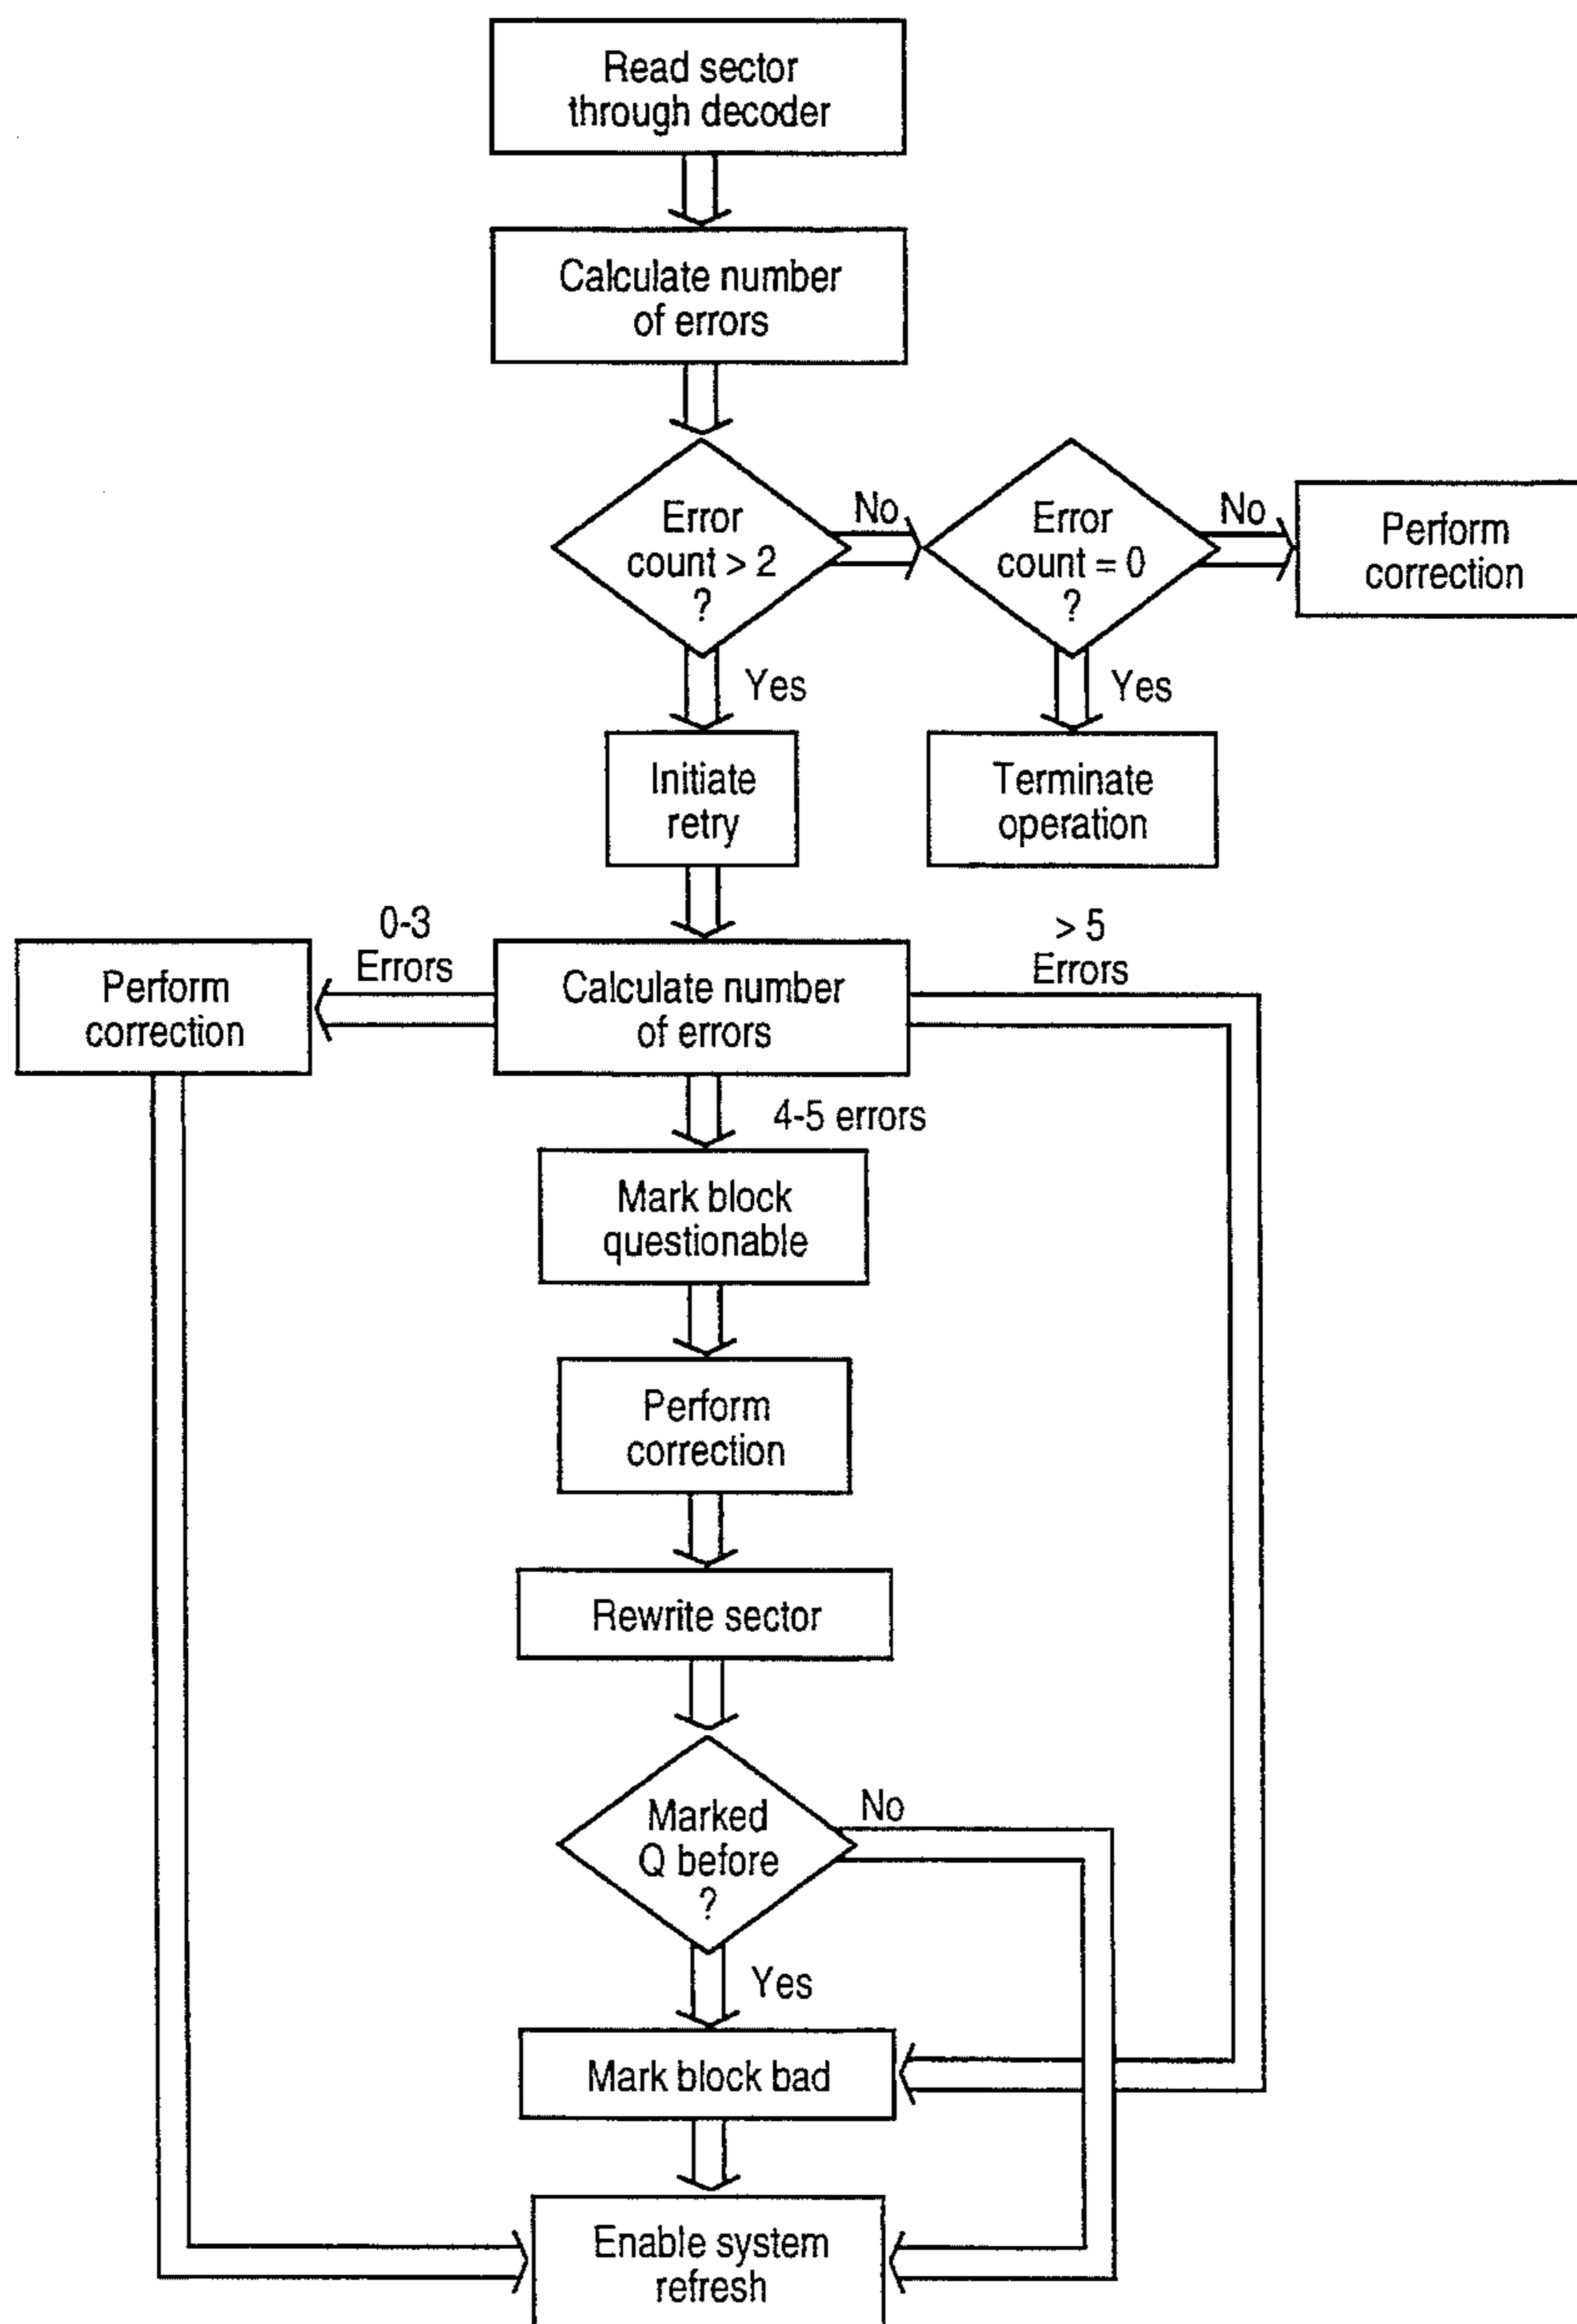 Read sector
through decoder
Calculate number
of errors
Error
count > 2
?
No
Error
count = 0
?
No
Perform
correction
Yes
Yes
Initiate
retry
Terminate
operation
0-3
Errors
> 5
Errors
Perform
correction
Calculate number
of errors
4-5 errors
Mark block
questionable
Perform
correction
Rewrite sector
Marked
Q before
?
No
Yes
Mark block bad
Enable system
refresh